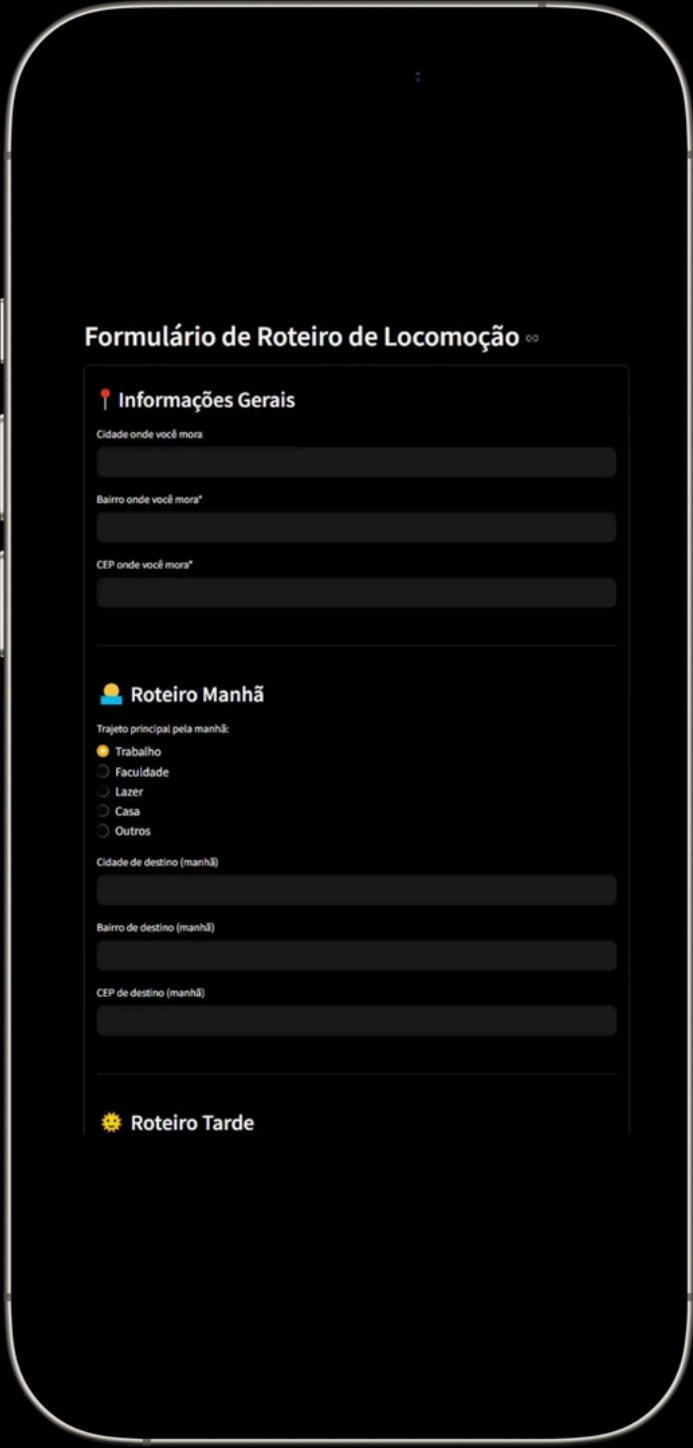 Formulário de Roteiro de Locomoção
Informações Gerais
Cidade onde você mora
Bairro onde você mora*
CEP onde você mora*
Roteiro Manhã
Trajeto principal pela manhã:
Trabalho
Faculdade
Lazer
Casa
Outros
Cidade de destino (manhã)
Bairro de destino (manhã)
CEP de destino (manhã)
Roteiro Tarde